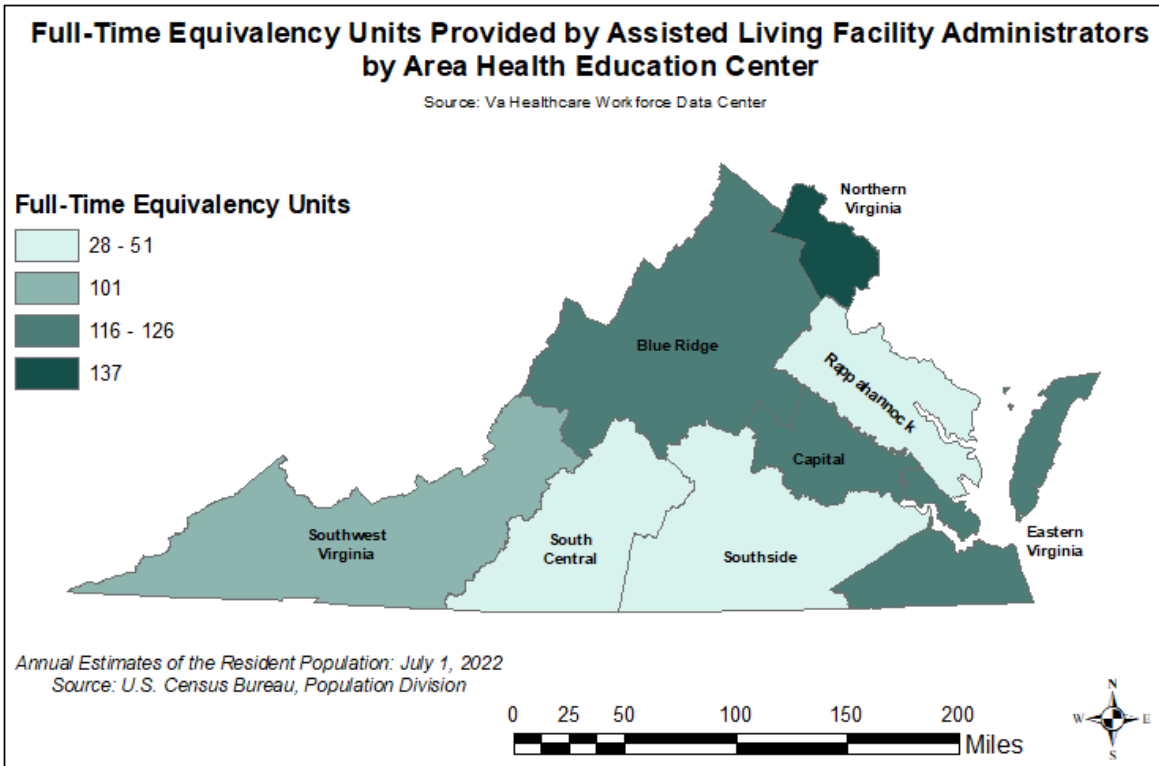 Full-Time Equivalency Units Provided by Assisted Living Facility Administrators
by Area Health Education Center
Source: Va Healthcare Workforce Data Center
Full-Time Equivalency Units
28 - 51
101
116 - 126
137
Northern
Virginia
Blue Ridge
Rappahannock
Capital
Southwest
Virginia
South
Central
Southside
Eastern
Virginia
Annual Estimates of the Resident Population: July 1, 2022
Source: U.S. Census Bureau, Population Division
0 25 50 100 150 200
Miles
N
W E
S